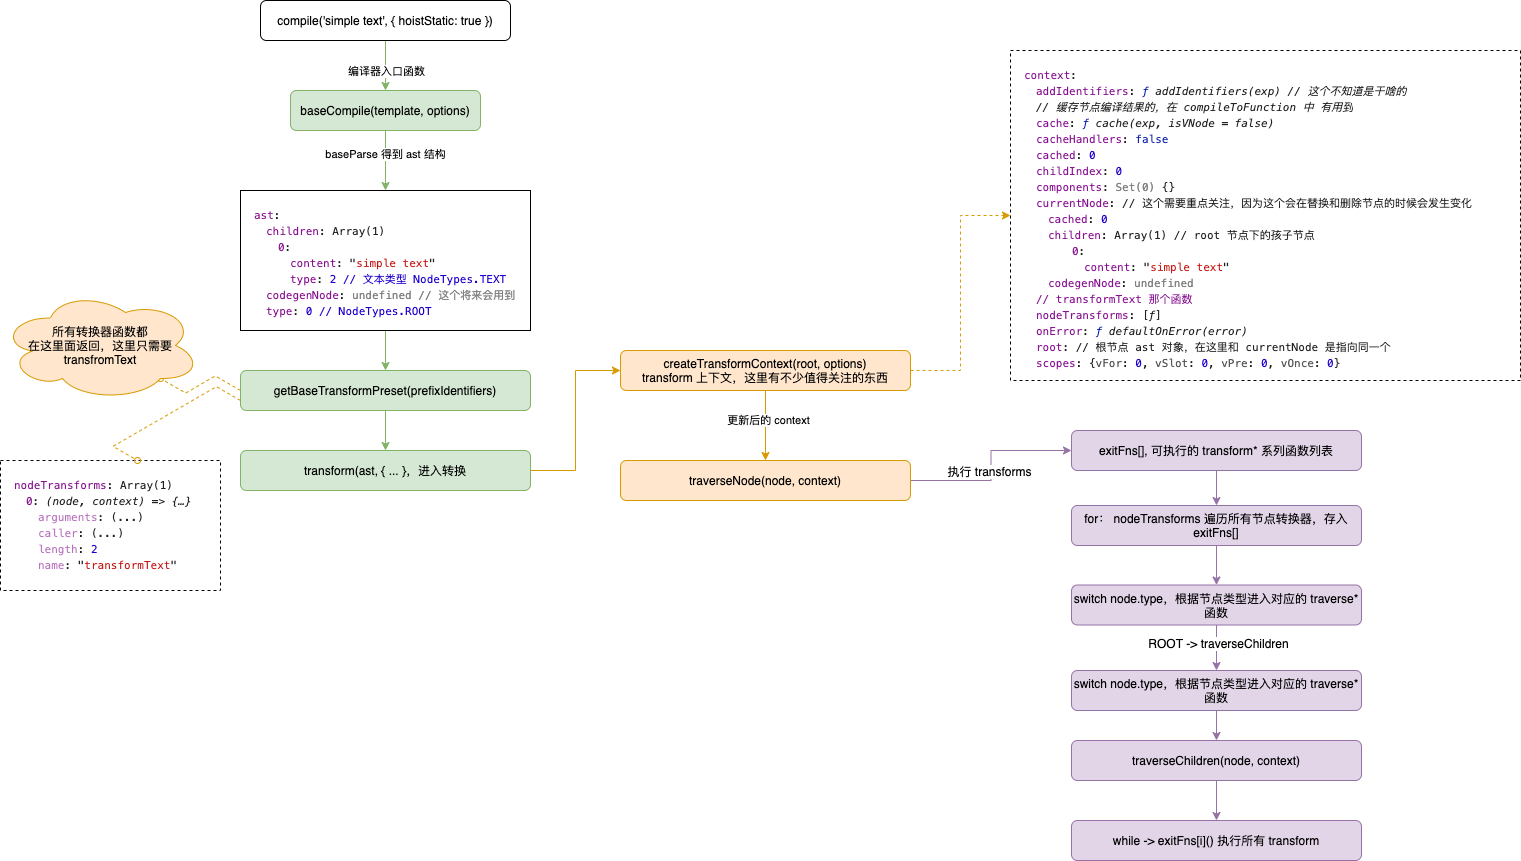 compile('simple text', { hoistStatic: true })
编译器入口函数
baseCompile(template, options)
baseParse 得到 ast 结构
ast:
children: Array(1)
0:
content: "simple text"
type: 2 // 文本类型 NodeTypes.TEXT
codegenNode: undefined // 这个将来会用到
type: 0 // NodeTypes.ROOT
所有转换器函数都
在这里面返回，这里只需要
transfromText
getBaseTransformPreset(prefixIdentifiers)
transform(ast, { ... }，进入转换
nodeTransforms: Array(1)
0: (node, context) => {…}
arguments: (...)
caller: (...)
length: 2
name: "transformText"
createTransformContext(root, options)
transform 上下文，这里有不少值得关注的东西
更新后的 context
traverseNode(node, context)
执行 transforms
context:
addIdentifiers: ƒ addIdentifiers(exp) // 这个不知道是干啥的
// 缓存节点编译结果的，在 compileToFunction 中 有用到
cache: ƒ cache(exp, isVNode = false)
cacheHandlers: false
cached: 0
childIndex: 0
components: Set(0) {}
currentNode: // 这个需要重点关注，因为这个会在替换和删除节点的时候会发生变化
cached: 0
children: Array(1) // root 节点下的孩子节点
0:
content: "simple text"
codegenNode: undefined
// transformText 那个函数
nodeTransforms: [ƒ]
onError: ƒ defaultOnError(error)
root: // 根节点 ast 对象，在这里和 currentNode 是指向同一个
scopes: {vFor: 0, vSlot: 0, vPre: 0, vOnce: 0}
exitFns[], 可执行的 transform* 系列函数列表
for： nodeTransforms 遍历所有节点转换器，存入
exitFns[]
switch node.type，根据节点类型进入对应的 traverse*
函数
ROOT -> traverseChildren
switch node.type，根据节点类型进入对应的 traverse*
函数
traverseChildren(node, context)
while -> exitFns[i]() 执行所有 transform